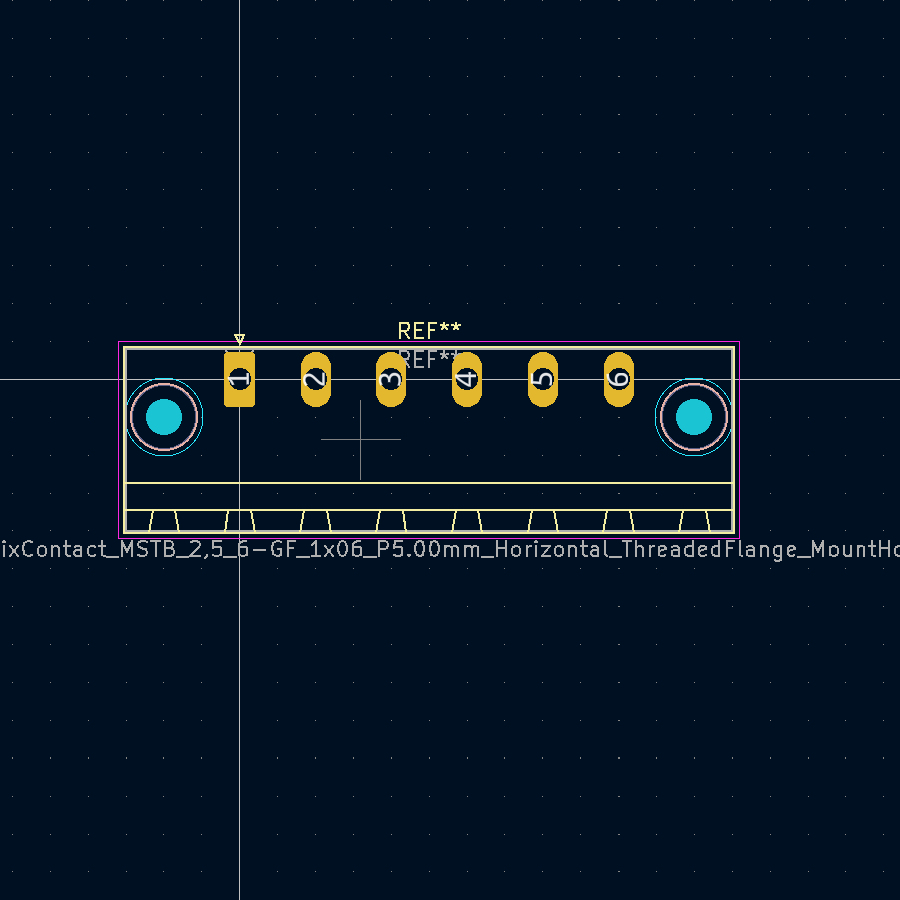 REF**
REF**
1 2 3 4 5 6
ixContact_MSTB_2,5_6-GF_1x06_P5.00mm_Horizontal_ThreadedFlange_MountHo